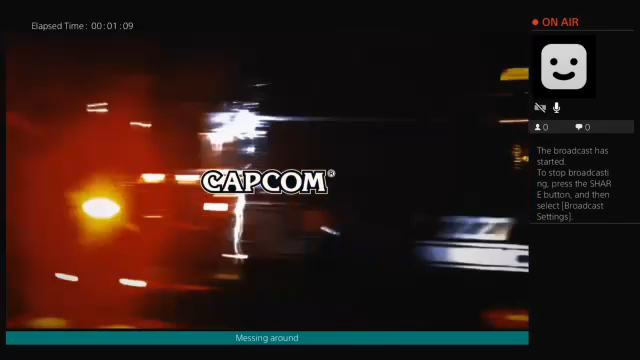 Elapsed Time : 00:01:09
ON AIR
CAPCOM®
0
0
The broadcast has
started.
To stop broadcasti
ng, press the SHAR
E button, and then
select [Broadcast
Settings].
Messing around